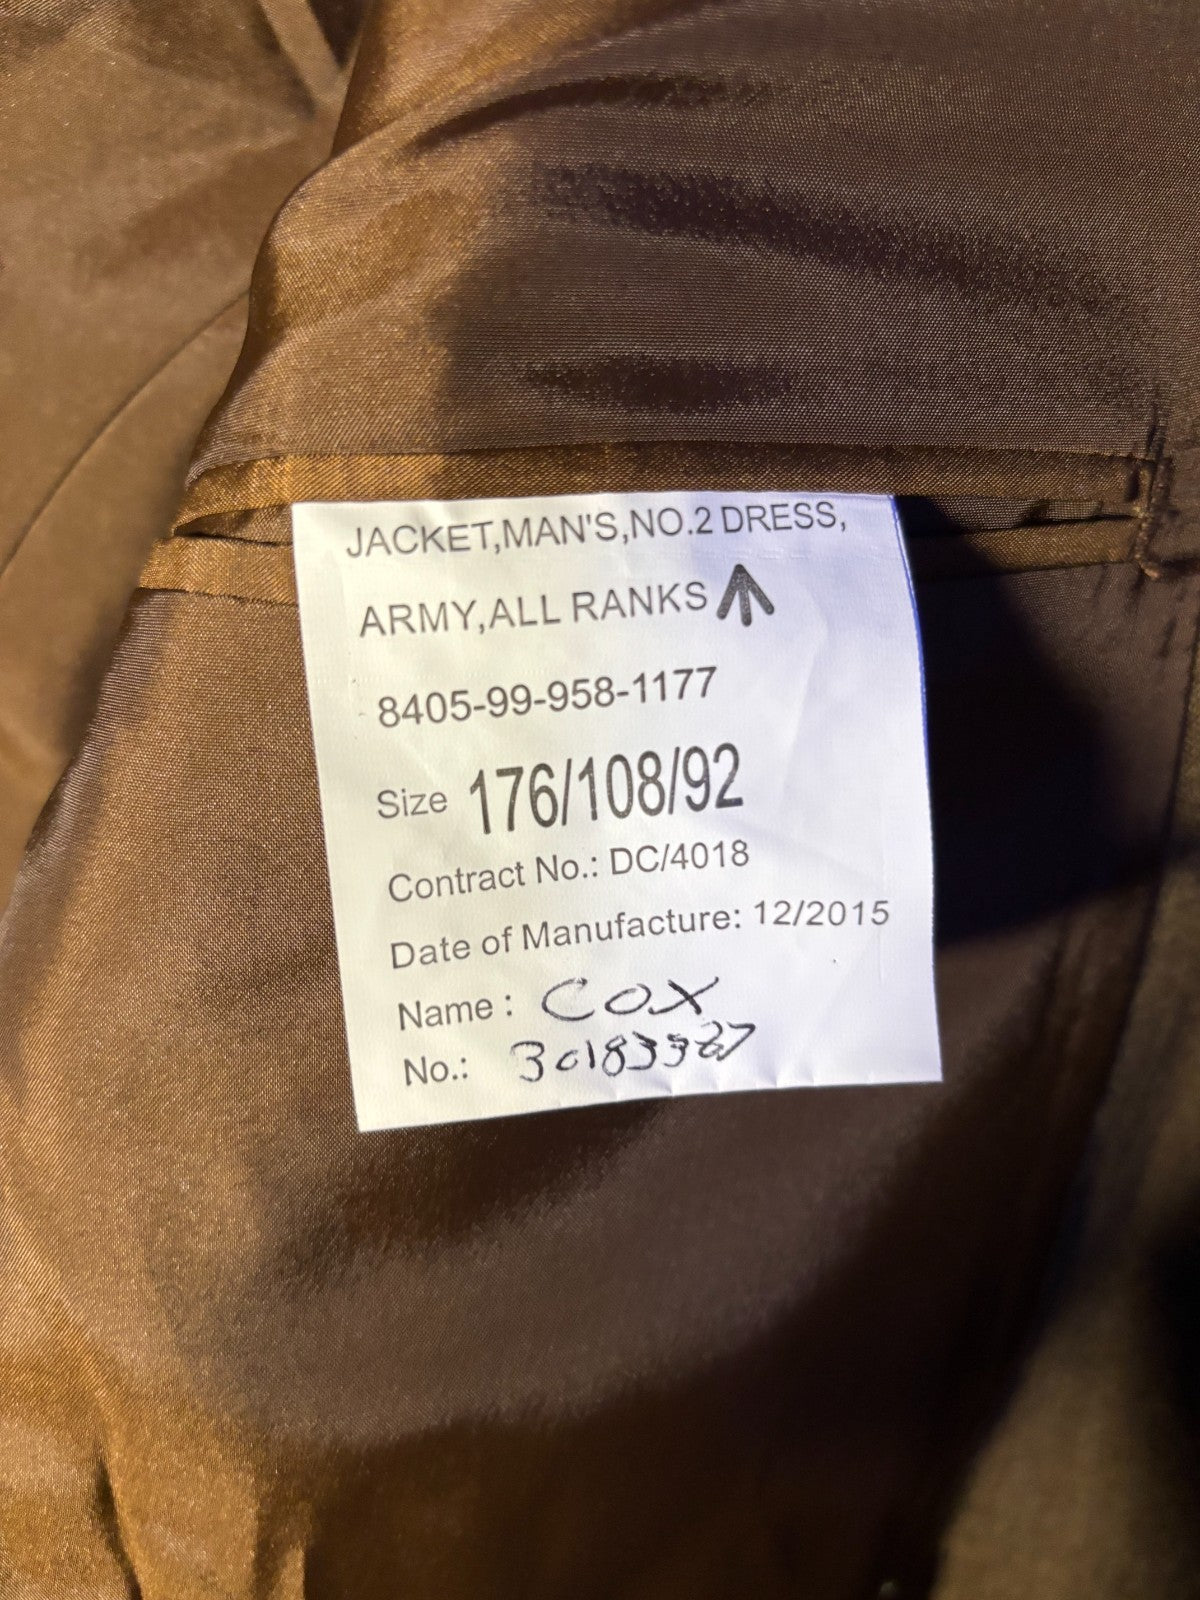 JACKET,MAN'S,NO.2 DRESS,
ARMY,ALL RANKS
8405-99-958-1177
Size 176/108/92
Contract No.: DC/4018
Date of Manufacture: 12/2015
Name : COX
No.: